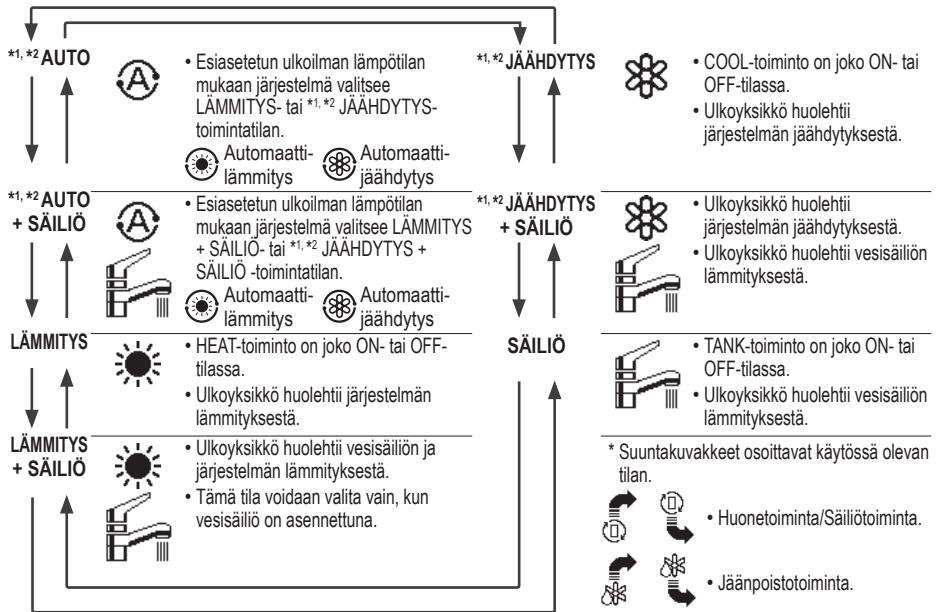 *1, *2 AUTO
• Esiasetetun ulkoilman lämpötilan
mukaan järjestelmä valitsee
LÄMMITYS- tai *1, *2 JÄÄHDYTYS-
toimintatilan.
Automaatti-
lämmitys
Automaatti-
jäähdytys
*1, *2 AUTO
+ SÄILIÖ
• Esiasetetun ulkoilman lämpötilan
mukaan järjestelmä valitsee LÄMMITYS
+ SÄILIÖ- tai *1, *2 JÄÄHDYTYS +
SÄILIÖ -toimintatilan.
Automaatti-
lämmitys
Automaatti-
jäähdytys
LÄMMITYS
• HEAT-toiminto on joko ON- tai OFF-
tilassa.
• Ulkoyksikkö huolehtii järjestelmän
lämmityksestä.
LÄMMITYS
+ SÄILIÖ
• Ulkoyksikkö huolehtii vesisäiliön ja
järjestelmän lämmityksestä.
• Tämä tila voidaan valita vain, kun
vesisäiliö on asennettuna.
*1, *2 JÄÄHDYTYS
• COOL-toiminto on joko ON- tai
OFF-tilassa.
• Ulkoyksikkö huolehtii
järjestelmän jäähdytyksestä.
*1, *2 JÄÄHDYTYS
+ SÄILIÖ
• Ulkoyksikkö huolehtii
järjestelmän jäähdytyksestä.
• Ulkoyksikkö huolehtii vesisäiliön
lämmityksestä.
SÄILIÖ
• TANK-toiminto on joko ON- tai
OFF-tilassa.
• Ulkoyksikkö huolehtii vesisäiliön
lämmityksestä.
* Suuntakuvakkeet osoittavat käytössä olevan
tilan.
• Huonetoiminta/Säiliötoiminta.
• Jäänpoistotoiminta.